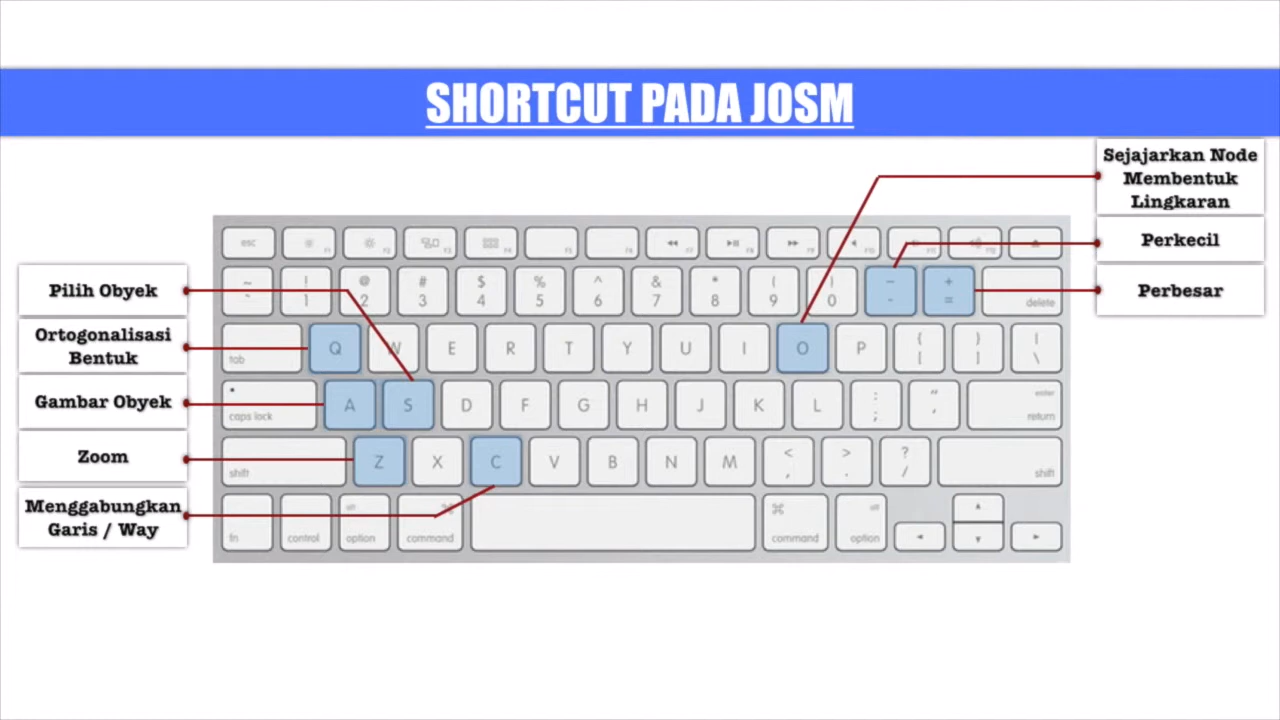 SHORTCUT PADA JOSM
Sejajarkan Node
Membentuk
Lingkaran
Perkecil
Perbesar
Pilih Obyek
Ortogonalisasi
Bentuk
Gambar Obyek
Zoom
Menggabungkan
Garis / Way
esc
~ ! @ # $ % ^ & * ( ) – +
` 1 2 3 4 5 6 7 8 9 0 - = delete
tab Q W E R T Y U I O P { [ } ] | \
caps lock A S D F G H J K L : ; “ ‘ enter return
shift Z X C V B N M < , > . ? / shift
fn control alt option ⌘ command ⌘ command alt option ◄ ▲ ▼ ►